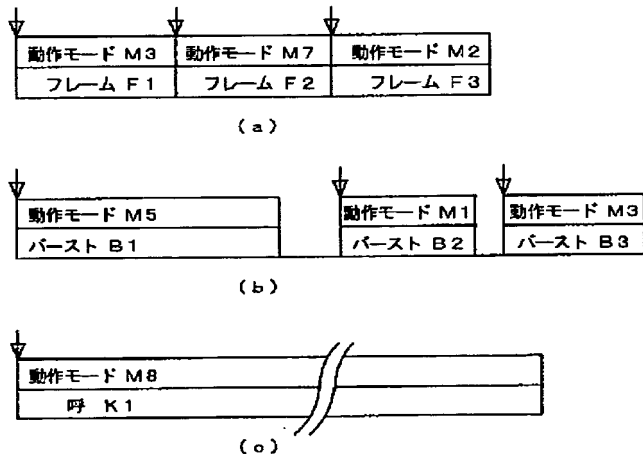 動作モード M3 動作モード M7 動作モード M2
フレーム F1 フレーム F2 フレーム F3
(a)
動作モード M5 動作モード M1 動作モード M3
バースト B1 バースト B2 バースト B3
(b)
動作モード M8
呼 K1
(c)